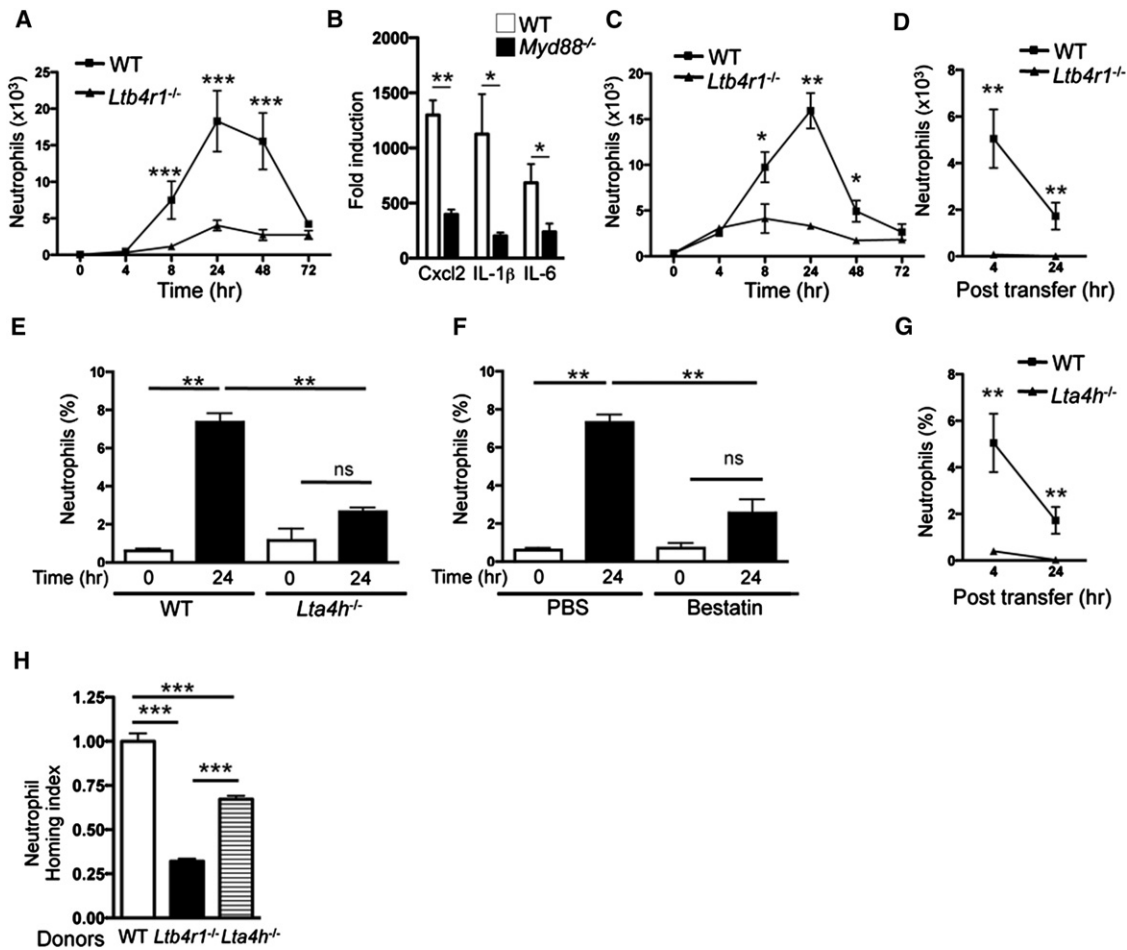 A
WT
Ltb4r1-/-
Neutrophils (x10³)
25
20
15
10
5
0
***
***
***
0 4 8 24 48 72
Time (hr)
B
WT
Myd88-/-
Fold induction
2000
1500
1000
500
0
**
*
*
Cxcl2 IL-1β IL-6
C
WT
Ltb4r1-/-
Neutrophils (x10³)
20
15
10
5
0
*
**
*
0 4 8 24 48 72
Time (hr)
D
WT
Ltb4r1-/-
Neutrophils (x10³)
8
6
4
2
0
**
**
4 24
Post transfer (hr)
E
Neutrophils (%)
10
8
6
4
2
0
** **
ns
Time (hr) 0 24 0 24
WT Lta4h-/-
F
Neutrophils (%)
10
8
6
4
2
0
** **
ns
Time (hr) 0 24 0 24
PBS Bestatin
G
WT
Lta4h-/-
Neutrophils (%)
8
6
4
2
0
**
**
4 24
Post transfer (hr)
H
Neutrophil
Homing index
1.25
1.00
0.75
0.50
0.25
0.00
***
***
***
Donors WT Ltb4r1-/- Lta4h-/-